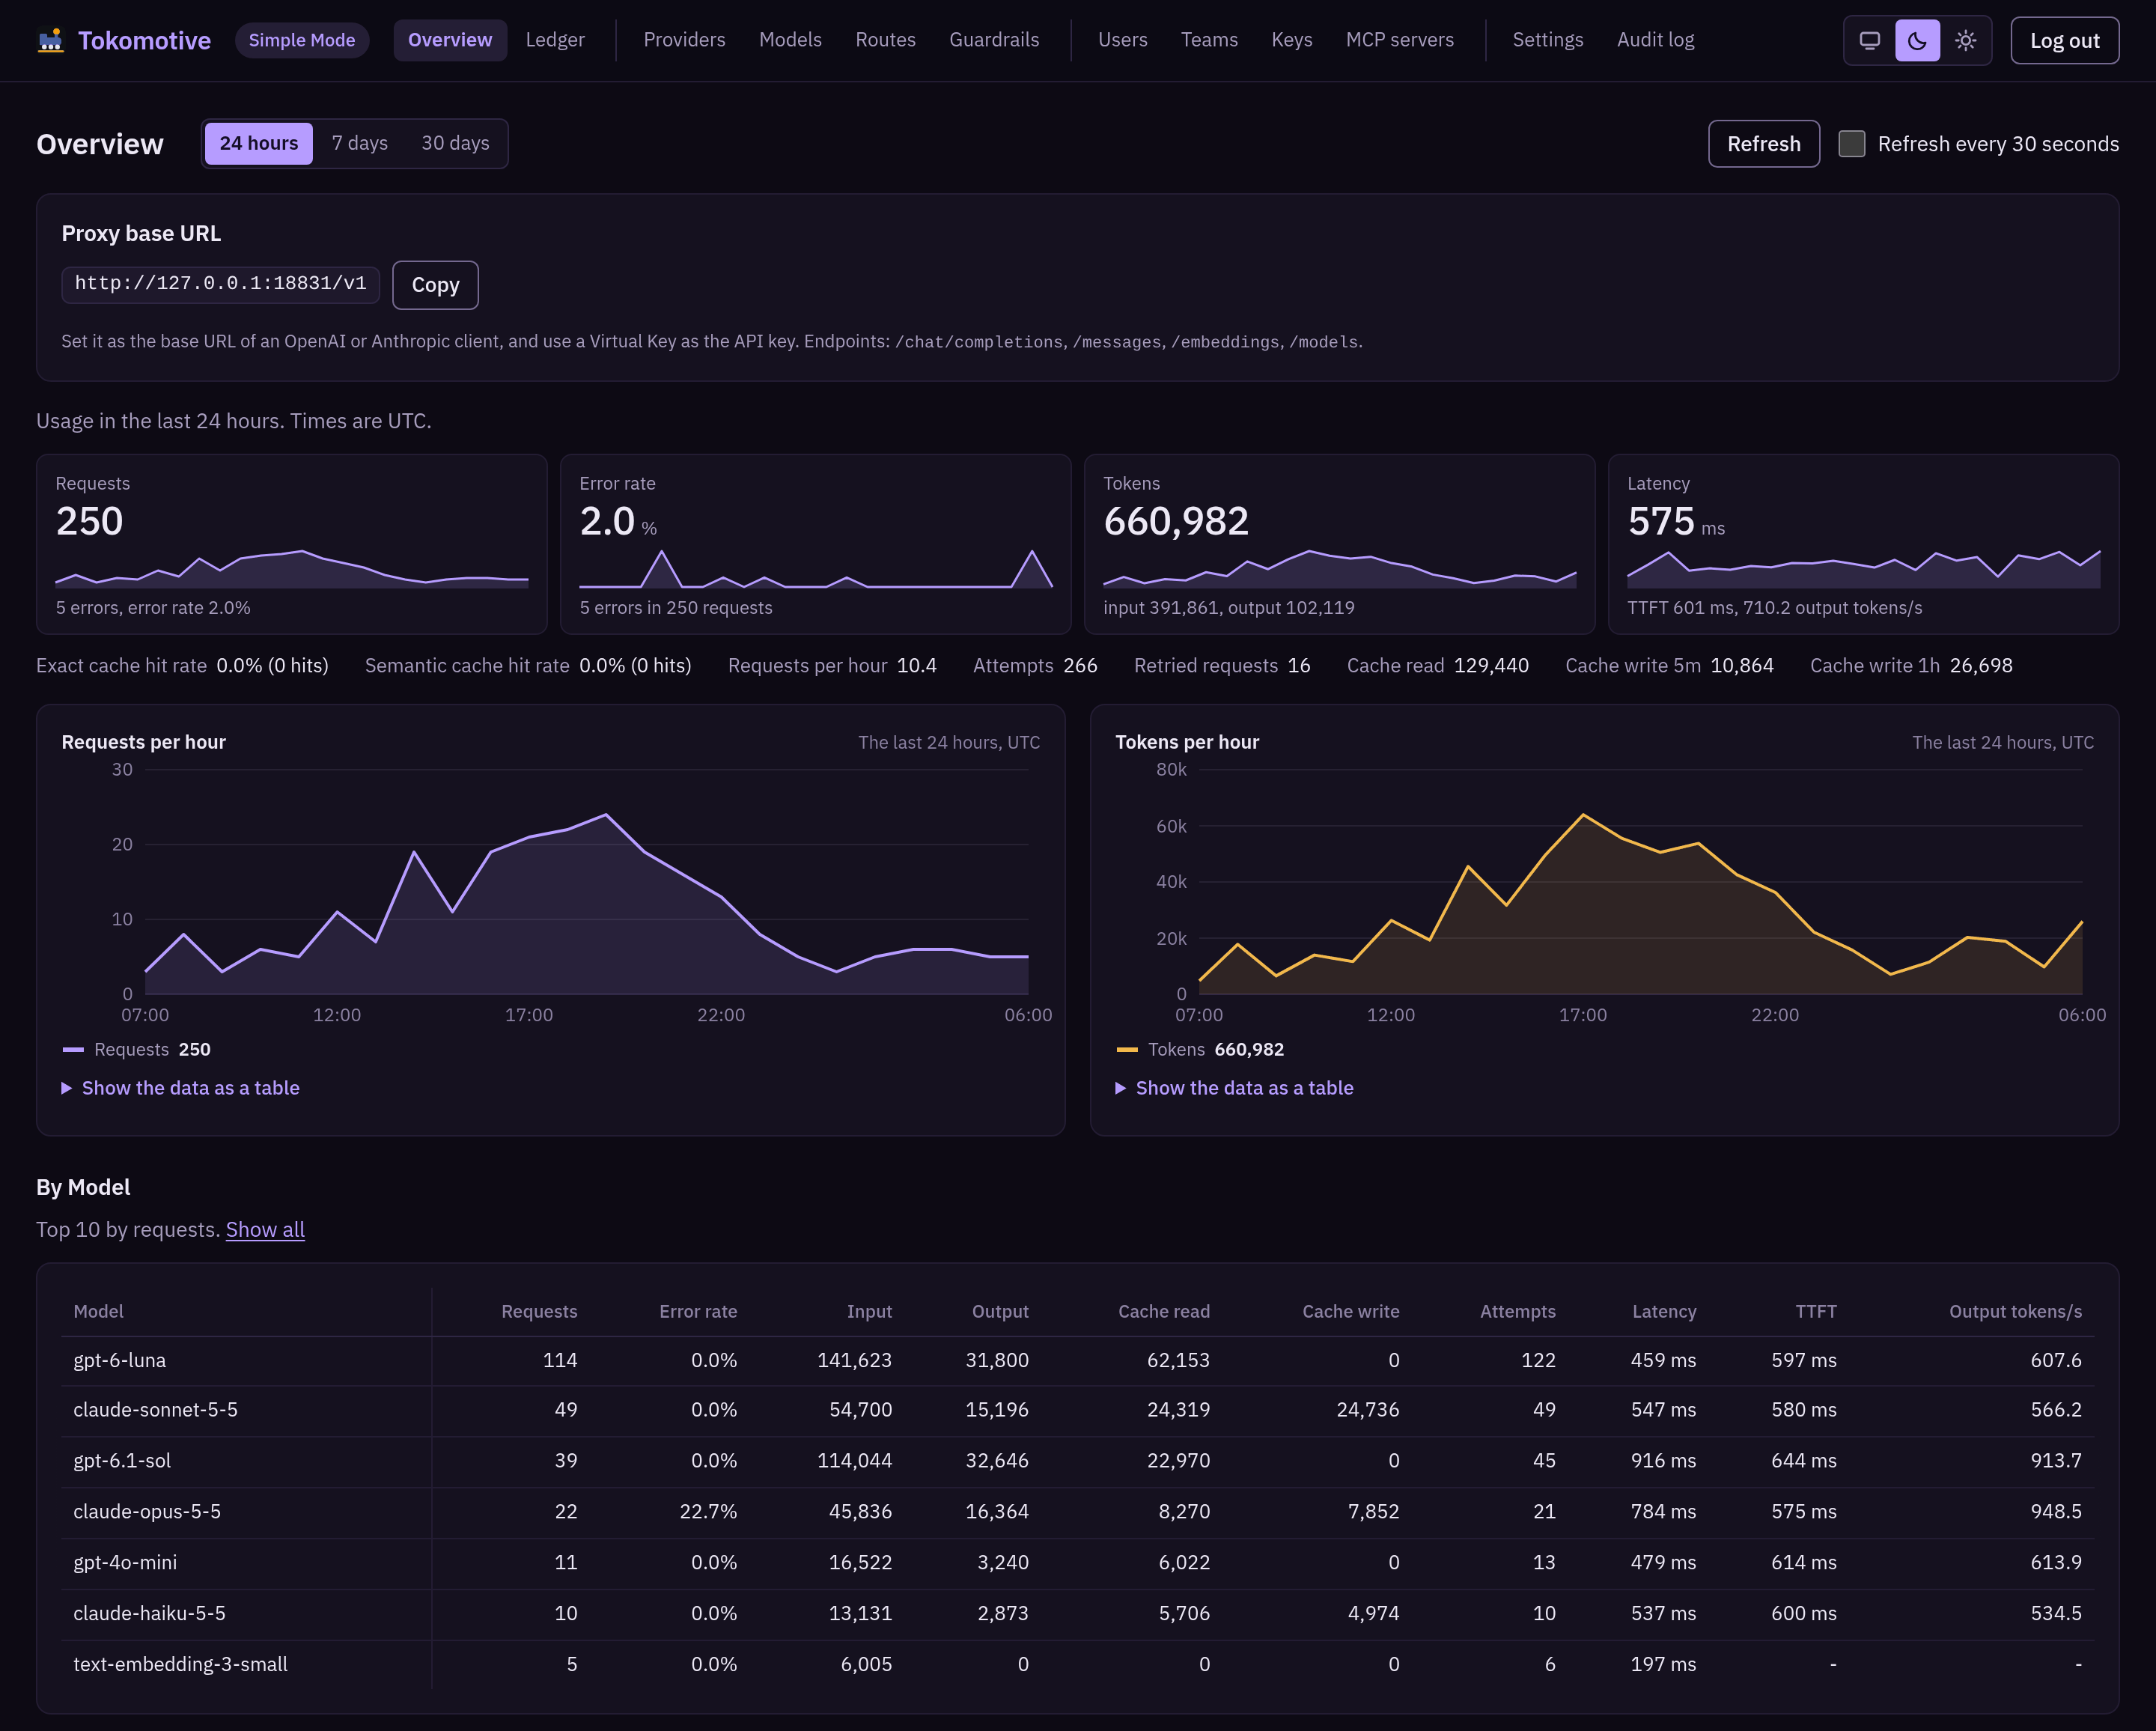 Tokomotive Simple Mode Overview Ledger Providers Models Routes Guardrails Users Teams Keys MCP servers Settings Audit log Log out
Overview 24 hours 7 days 30 days Refresh Refresh every 30 seconds
Proxy base URL
http://127.0.0.1:18831/v1 Copy
Set it as the base URL of an OpenAI or Anthropic client, and use a Virtual Key as the API key. Endpoints: /chat/completions, /messages, /embeddings, /models.
Usage in the last 24 hours. Times are UTC.
Requests
250
5 errors, error rate 2.0%
Error rate
2.0 %
5 errors in 250 requests
Tokens
660,982
input 391,861, output 102,119
Latency
575 ms
TTFT 601 ms, 710.2 output tokens/s
Exact cache hit rate 0.0% (0 hits) Semantic cache hit rate 0.0% (0 hits) Requests per hour 10.4 Attempts 266 Retried requests 16 Cache read 129,440 Cache write 5m 10,864 Cache write 1h 26,698
Requests per hour The last 24 hours, UTC
30
20
10
0
07:00 12:00 17:00 22:00 06:00
Requests 250
Show the data as a table
Tokens per hour The last 24 hours, UTC
80k
60k
40k
20k
0
07:00 12:00 17:00 22:00 06:00
Tokens 660,982
Show the data as a table
By Model
Top 10 by requests. Show all
Model Requests Error rate Input Output Cache read Cache write Attempts Latency TTFT Output tokens/s
gpt-6-luna 114 0.0% 141,623 31,800 62,153 0 122 459 ms 597 ms 607.6
claude-sonnet-5-5 49 0.0% 54,700 15,196 24,319 24,736 49 547 ms 580 ms 566.2
gpt-6.1-sol 39 0.0% 114,044 32,646 22,970 0 45 916 ms 644 ms 913.7
claude-opus-5-5 22 22.7% 45,836 16,364 8,270 7,852 21 784 ms 575 ms 948.5
gpt-4o-mini 11 0.0% 16,522 3,240 6,022 0 13 479 ms 614 ms 613.9
claude-haiku-5-5 10 0.0% 13,131 2,873 5,706 4,974 10 537 ms 600 ms 534.5
text-embedding-3-small 5 0.0% 6,005 0 0 0 6 197 ms - -